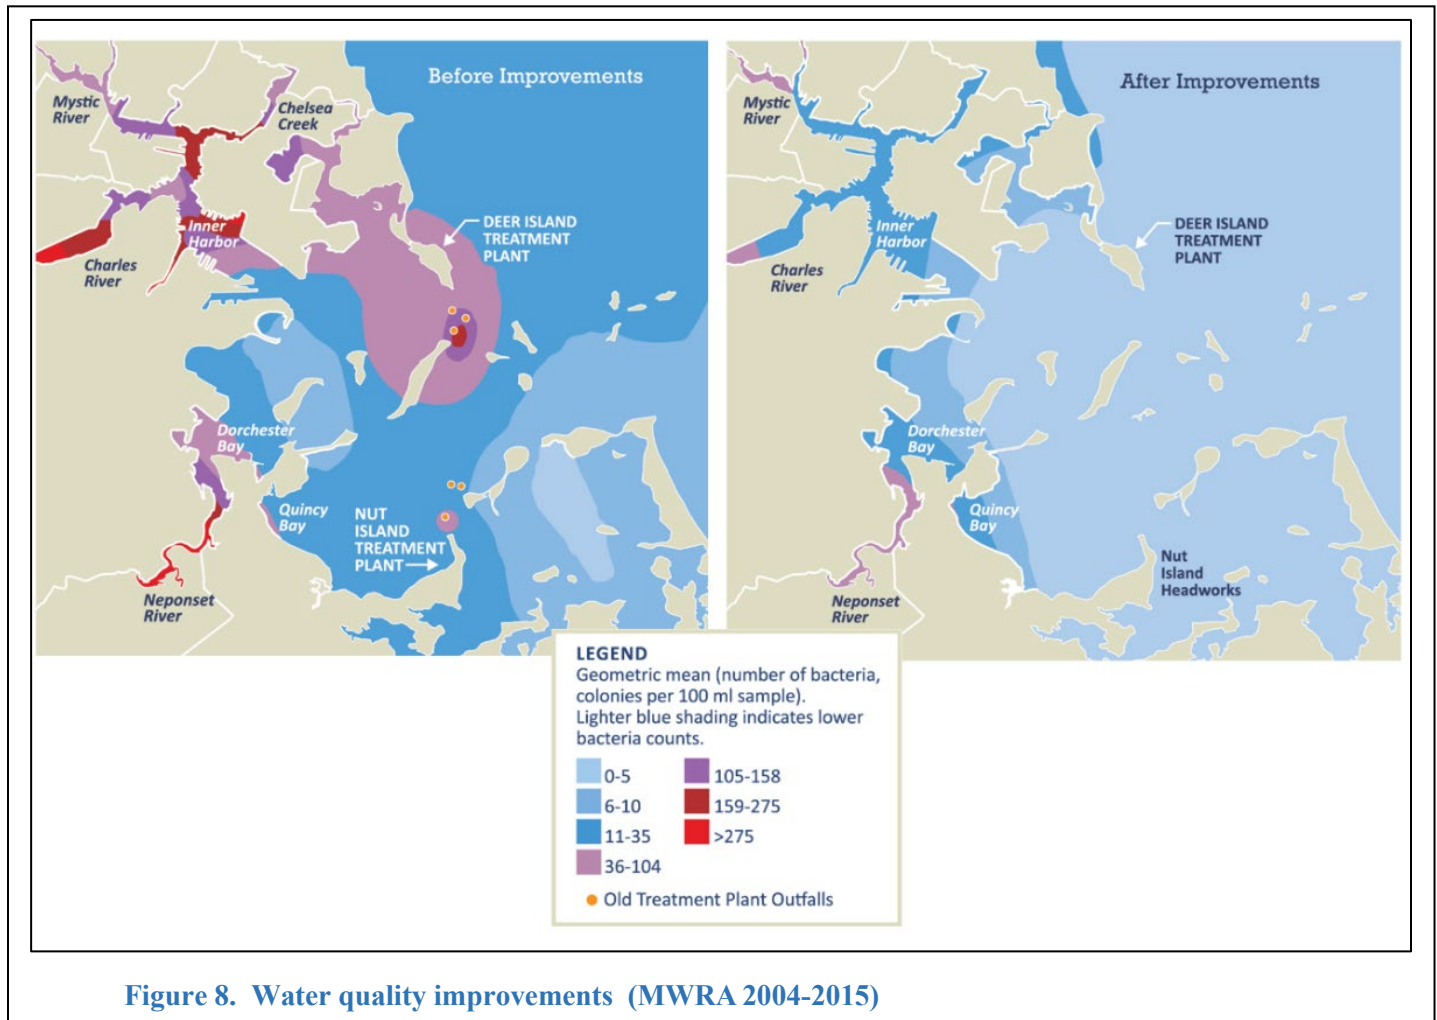 Before Improvements
Mystic
River
Chelsea
Creek
DEER ISLAND
TREATMENT
PLANT
Inner
Harbor
Charles
River
Dorchester
Bay
Quincy
Bay
NUT
ISLAND
TREATMENT
PLANT
Neponset
River
After Improvements
Mystic
River
DEER ISLAND
TREATMENT
PLANT
Inner
Harbor
Charles
River
Dorchester
Bay
Quincy
Bay
Nut
Island
Headworks
Neponset
River
LEGEND
Geometric mean (number of bacteria,
colonies per 100 ml sample).
Lighter blue shading indicates lower
bacteria counts.
0-5
6-10
11-35
36-104
105-158
159-275
>275
Old Treatment Plant Outfalls
Figure 8. Water quality improvements (MWRA 2004-2015)